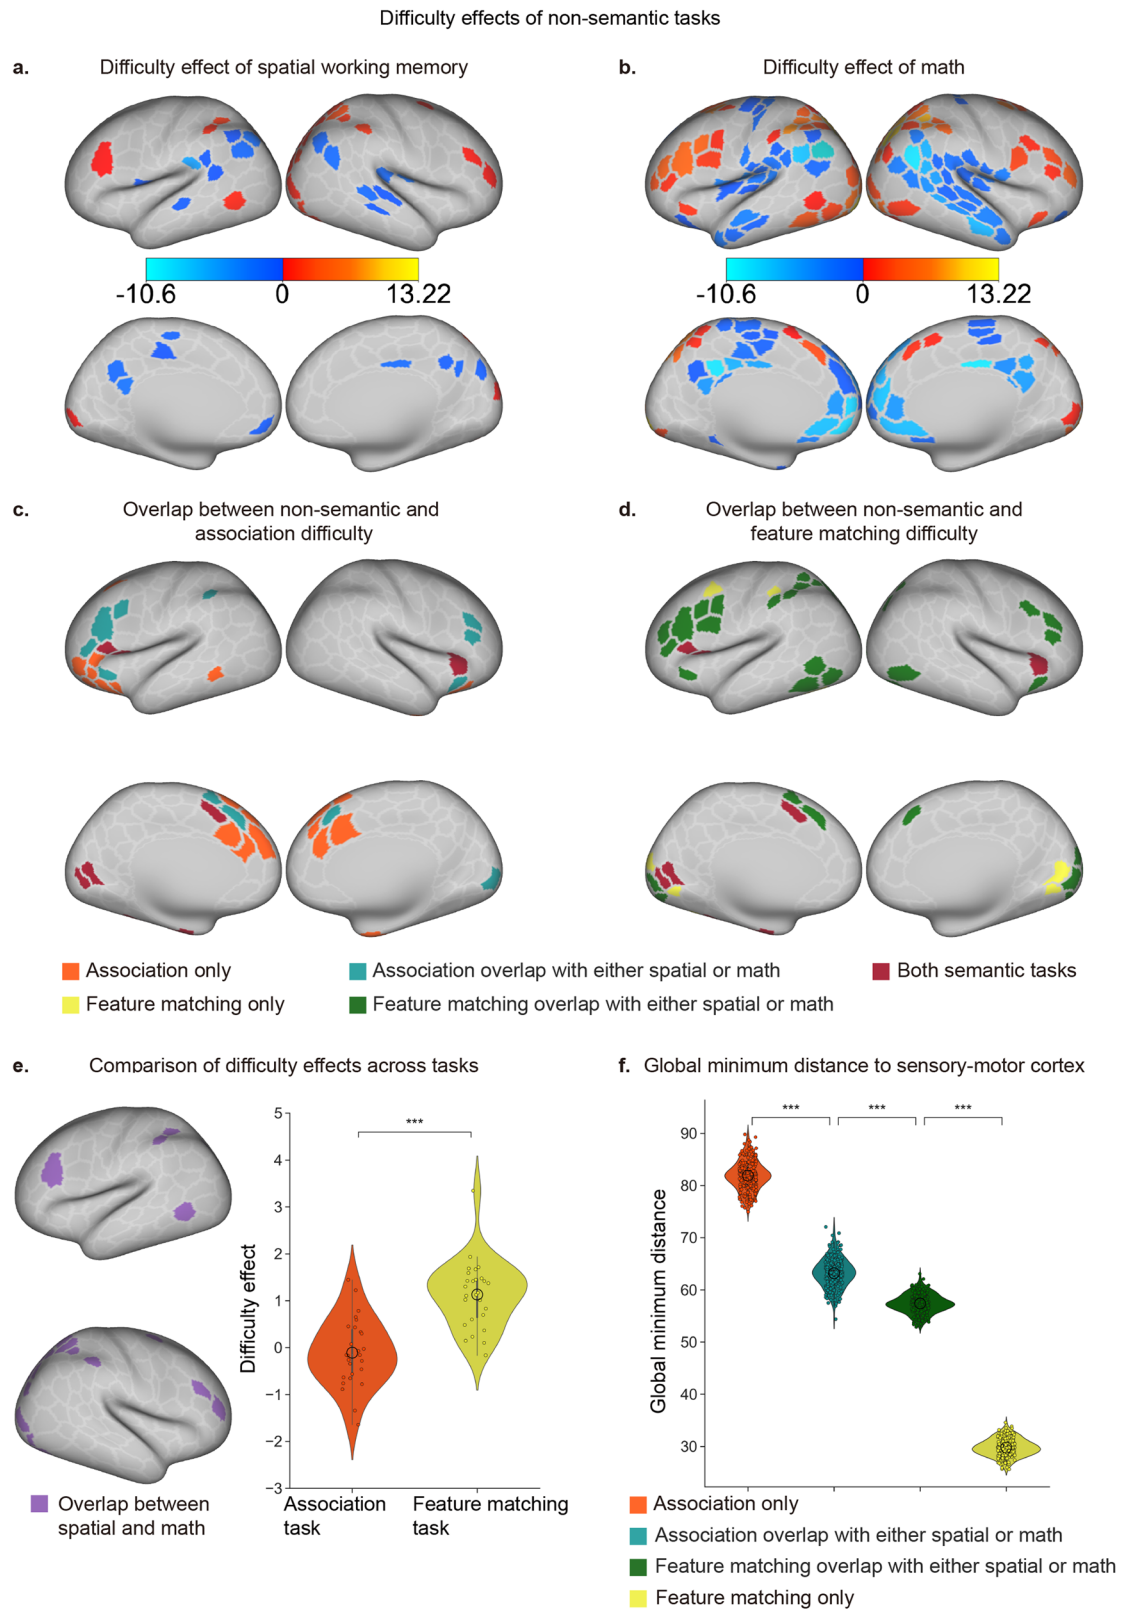 Difficulty effects of non-semantic tasks
a. Difficulty effect of spatial working memory
b. Difficulty effect of math
-10.6 0 13.22
-10.6 0 13.22
c. Overlap between non-semantic and
association difficulty
d. Overlap between non-semantic and
feature matching difficulty
Association only
Association overlap with either spatial or math
Both semantic tasks
Feature matching only
Feature matching overlap with either spatial or math
e. Comparison of difficulty effects across tasks
Overlap between
spatial and math
Difficulty effect
5
4
3
2
1
0
−1
−2
−3
***
Association
task
Feature matching
task
f. Global minimum distance to sensory-motor cortex
Global minimum distance
90
80
70
60
50
40
30
*** *** ***
Association only
Association overlap with either spatial or math
Feature matching overlap with either spatial or math
Feature matching only